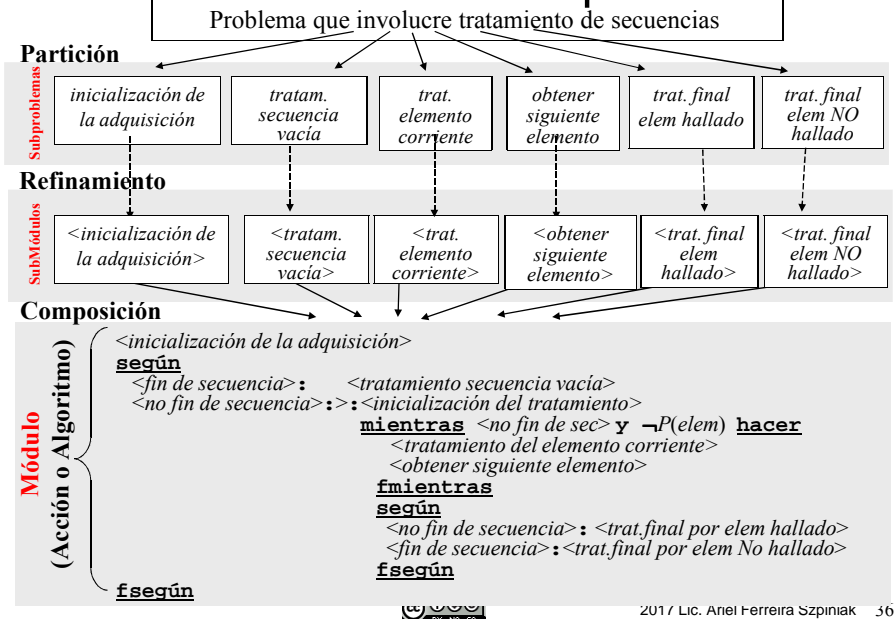 Problema que involucre tratamiento de secuencias
Partición
Subproblemas
inicialización de
la adquisición
tratam.
secuencia
vacía
trat.
elemento
corriente
obtener
siguiente
elemento
trat. final
elem hallado
trat. final
elem NO
hallado
Refinamiento
SubMódulos
<inicialización de
la adquisición>
<tratam.
secuencia
vacía>
<trat.
elemento
corriente>
<obtener
siguiente
elemento>
<trat. final
elem
hallado>
<trat. final
elem NO
hallado>
Composición
Módulo
(Acción o Algoritmo)
<inicialización de la adquisición>
según
<fin de secuencia>: <tratamiento secuencia vacía>
<no fin de secuencia>:>:<inicialización del tratamiento>
mientras <no fin de sec> y ¬P(elem) hacer
<tratamiento del elemento corriente>
<obtener siguiente elemento>
fmientras
según
<no fin de secuencia>: <trat.final por elem hallado>
<fin de secuencia>:<trat.final por elem No hallado>
fsegún
fsegún
2017 Lic. Ariel Ferreira Szpiniak 36